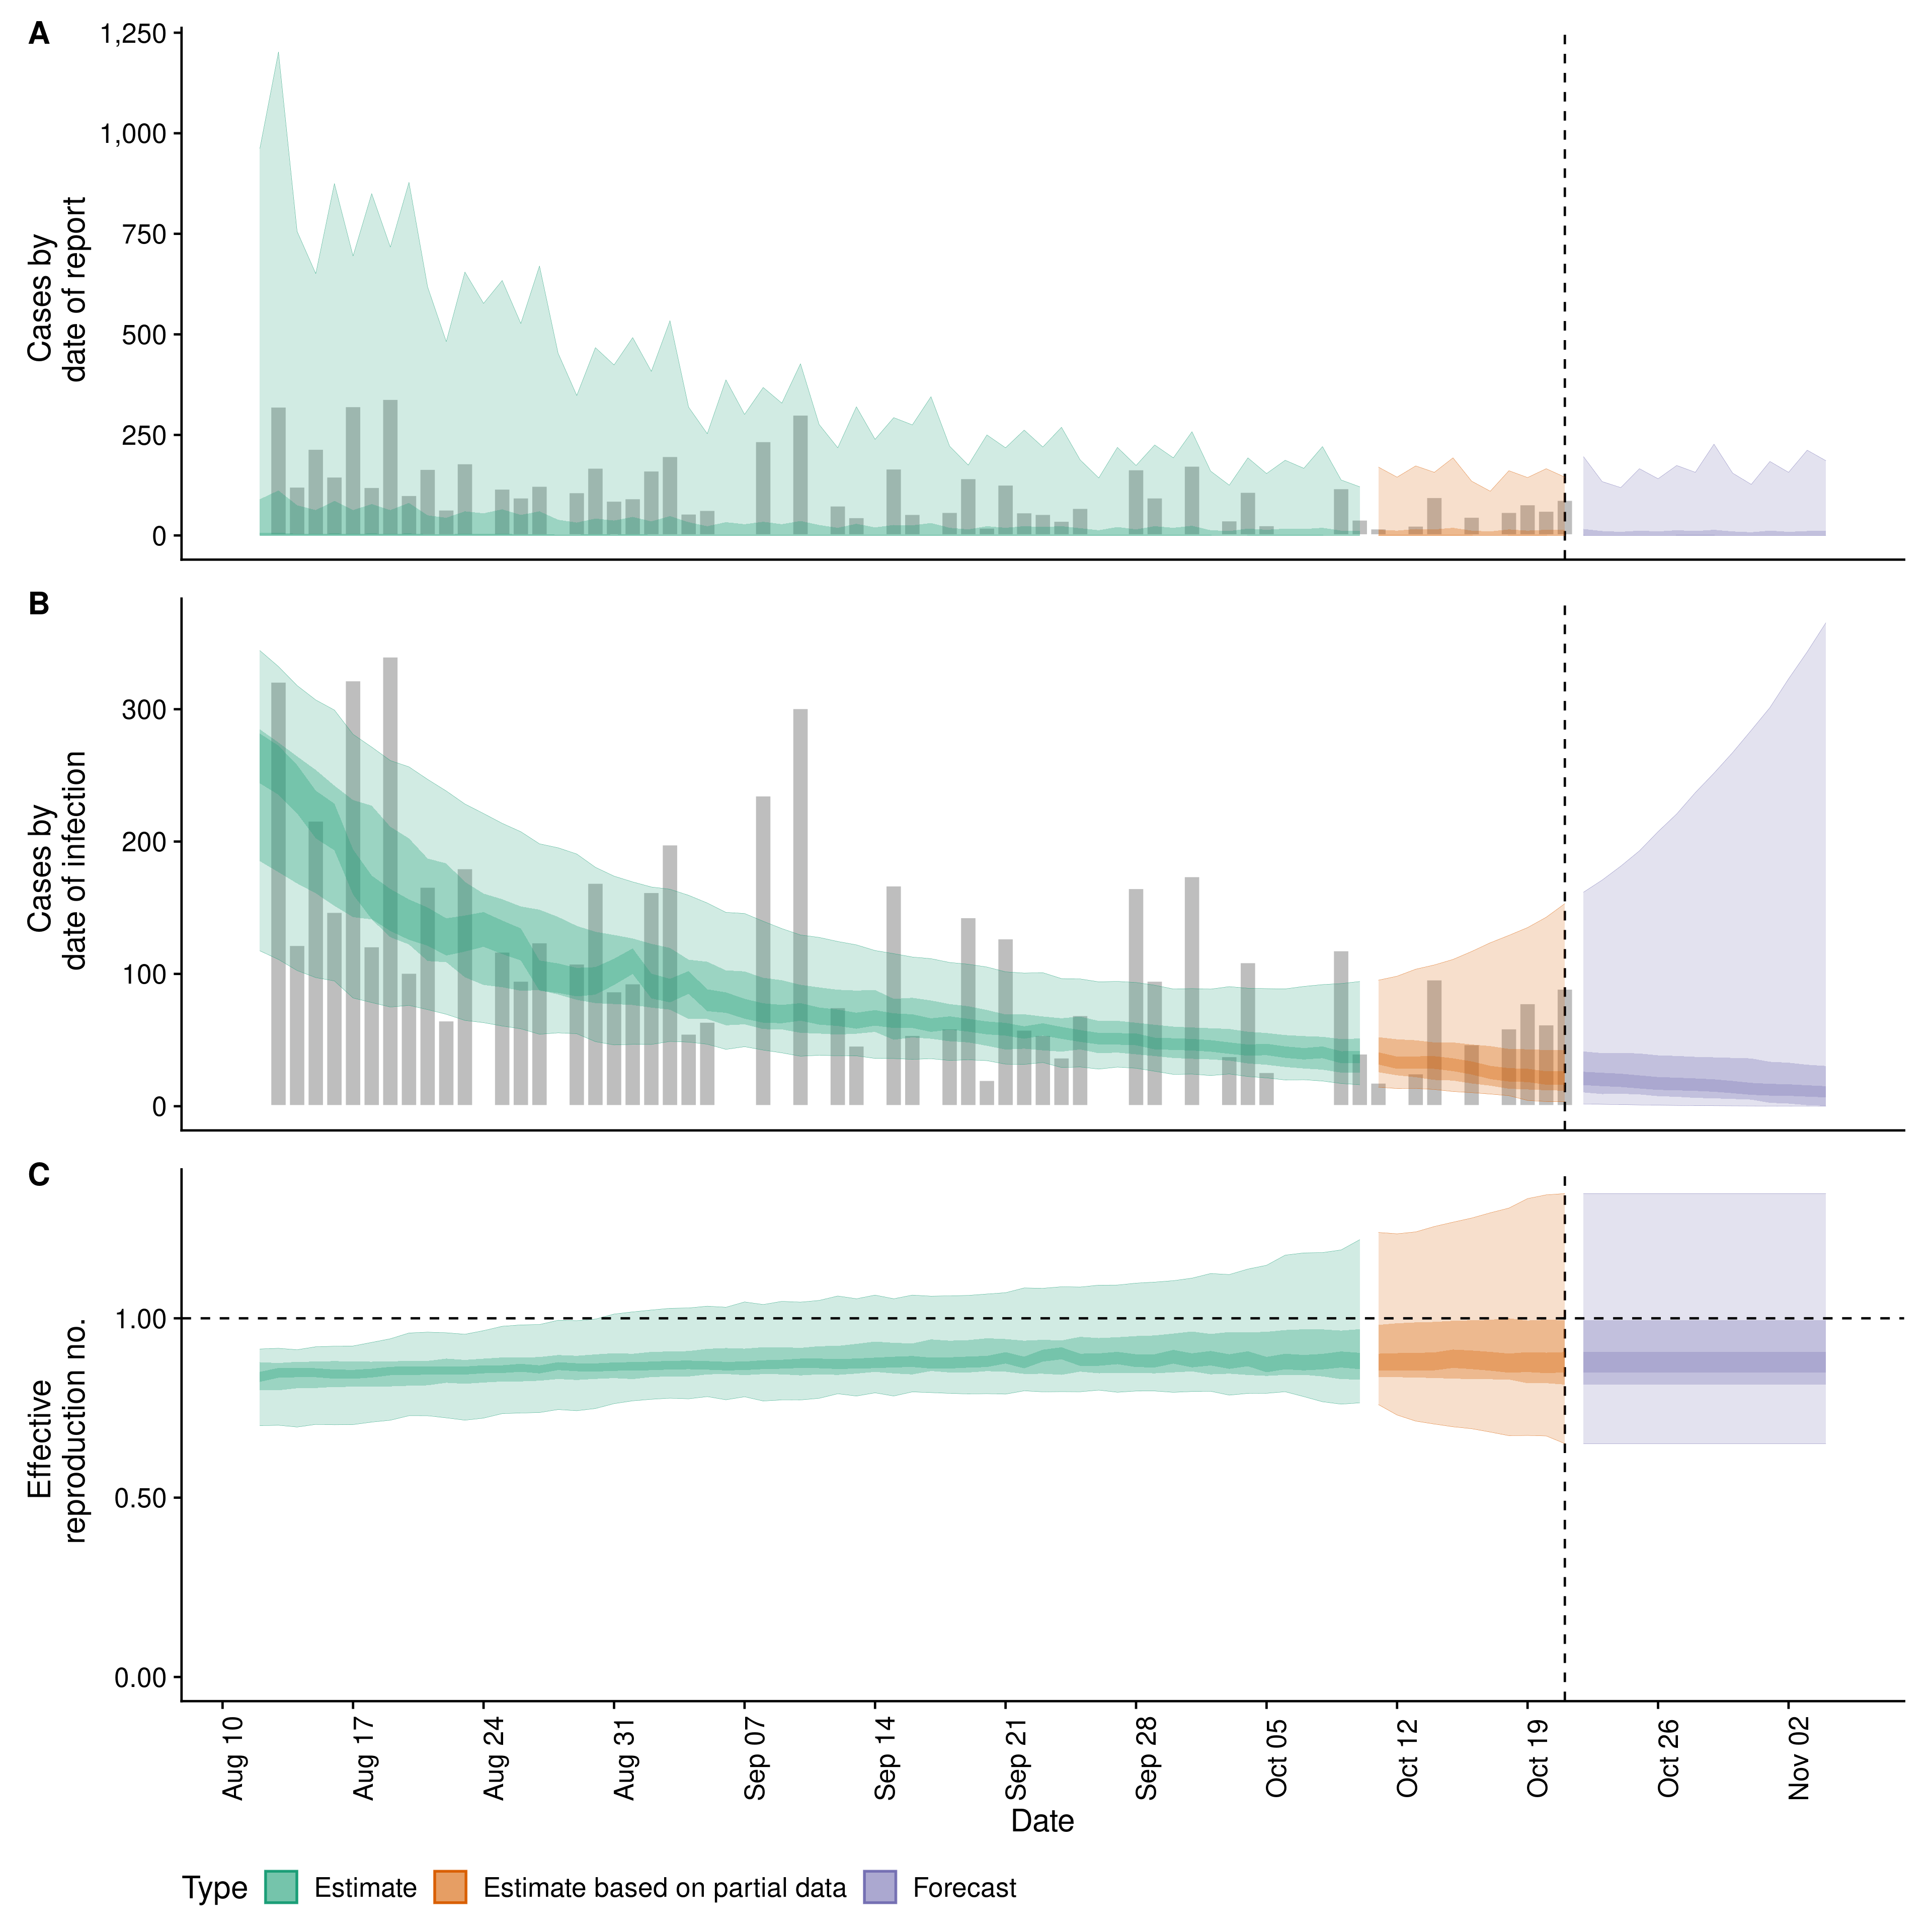 A
1,250
1,000
750
500
250
0
Cases by
date of report
B
300
200
100
0
Cases by
date of infection
C
1.00
0.50
0.00
Effective
reproduction no.
Aug 10
Aug 17
Aug 24
Aug 31
Sep 07
Sep 14
Sep 21
Sep 28
Oct 05
Oct 12
Oct 19
Oct 26
Nov 02
Date
Type Estimate Estimate based on partial data Forecast